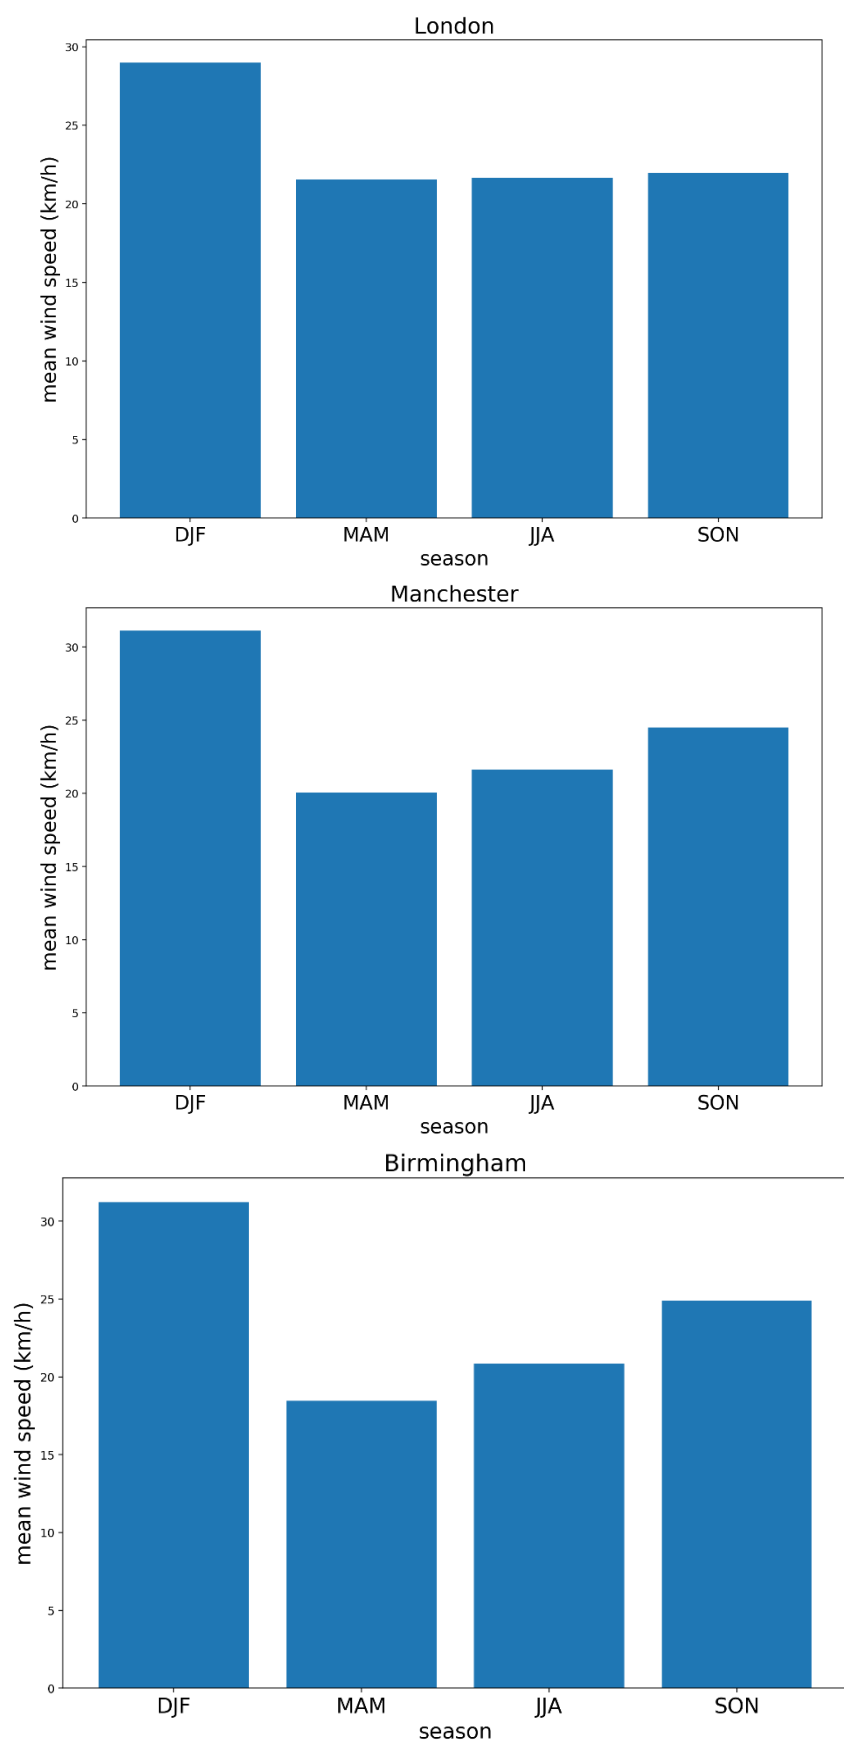 London
mean wind speed (km/h)
30
25
20
15
10
5
0
DJF MAM JJA SON
season
Manchester
mean wind speed (km/h)
30
25
20
15
10
5
0
DJF MAM JJA SON
season
Birmingham
mean wind speed (km/h)
30
25
20
15
10
5
0
DJF MAM JJA SON
season